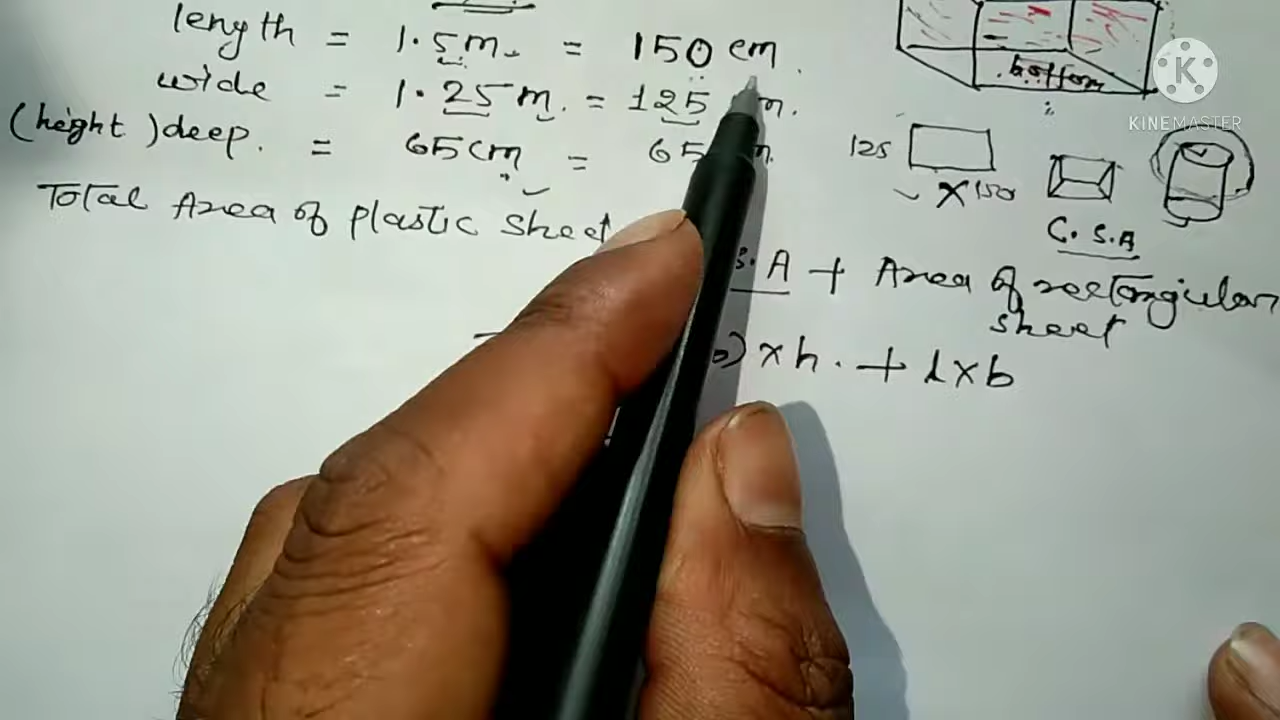 length = 1.5m = 150 cm
wide = 1.25 m. = 125 m.
(height) deep. = 65 cm = 65 m.
Total Area of plastic sheet
S.A + Area of rectangular
sheet
b) x h. + l x b
bottom
125
x 150
C.S.A
K
KINEMASTER